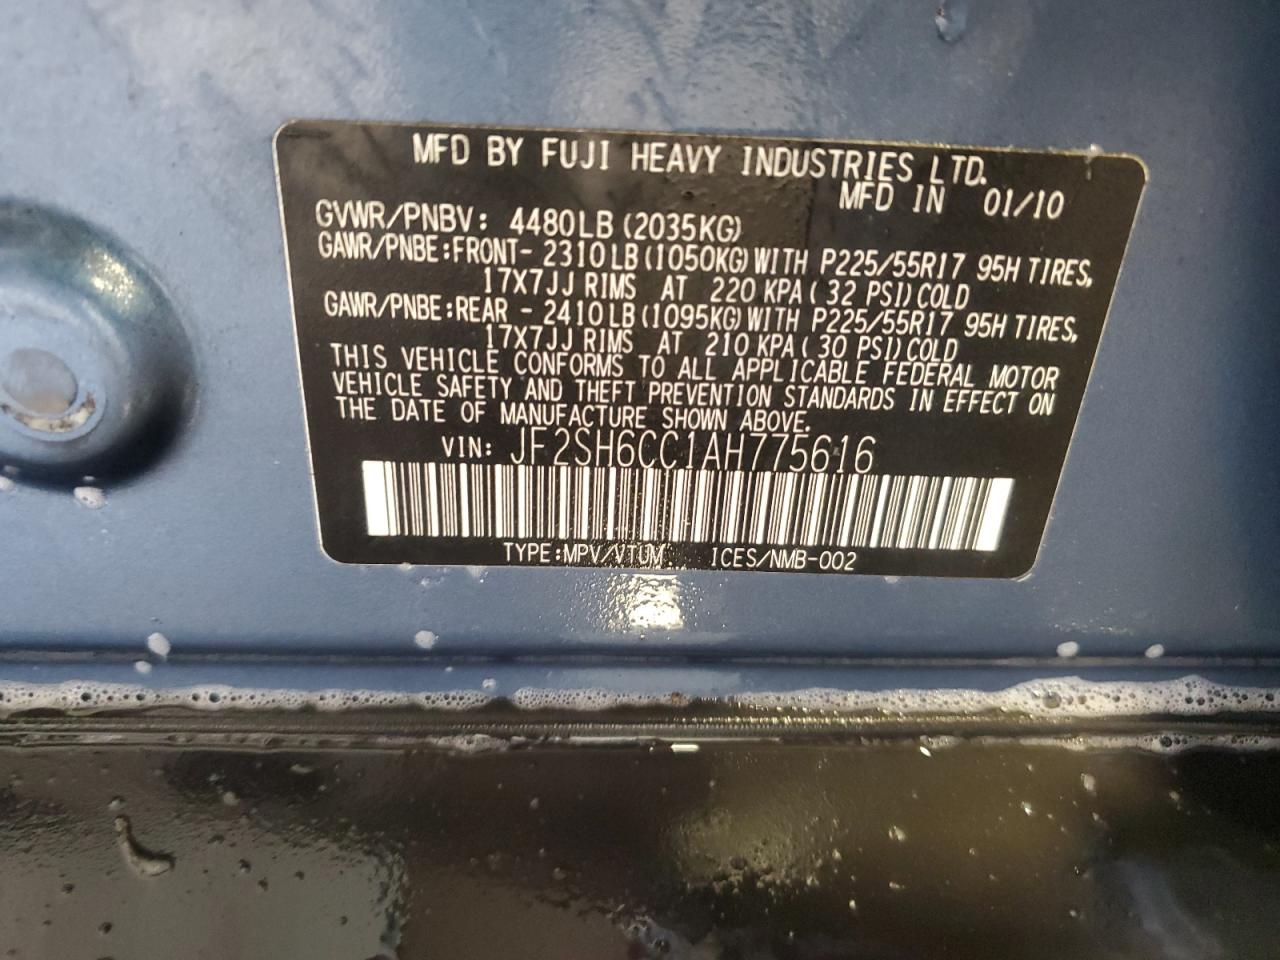 MFD BY FUJI HEAVY INDUSTRIES LTD.
MFD IN 01/10
GVWR/PNBV: 4480LB (2035KG)
GAWR/PNBE:FRONT- 2310LB (1050KG) WITH P225/55R17 95H TIRES,
17X7JJ RIMS AT 220 KPA ( 32 PSI) COLD
GAWR/PNBE:REAR - 2410LB (1095KG) WITH P225/55R17 95H TIRES,
17X7JJ RIMS AT 210 KPA ( 30 PSI) COLD
THIS VEHICLE CONFORMS TO ALL APPLICABLE FEDERAL MOTOR
VEHICLE SAFETY AND THEFT PREVENTION STANDARDS IN EFFECT ON
THE DATE OF MANUFACTURE SHOWN ABOVE.
VIN: JF2SH6CC1AH775616
TYPE:MPV/VTUM ICES/NMB-002